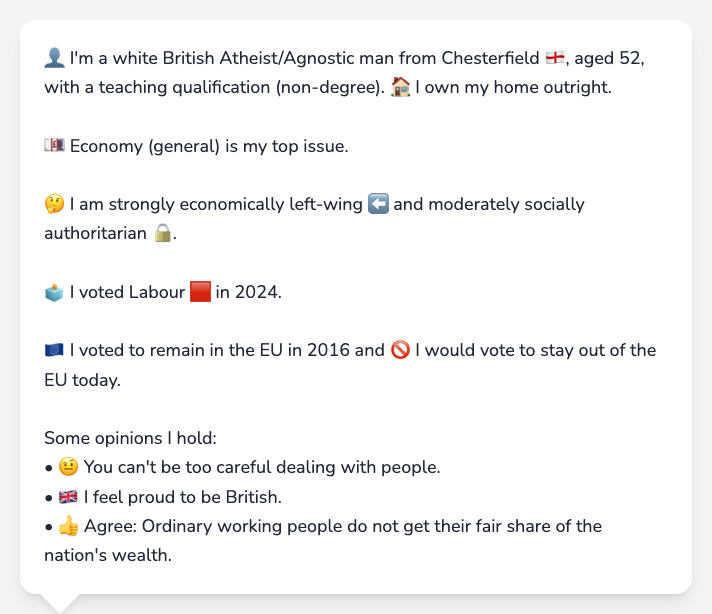 👤 I'm a white British Atheist/Agnostic man from Chesterfield 🏴󠁧󠁢󠁥󠁮󠁧󠁿, aged 52,
with a teaching qualification (non-degree). 🏠 I own my home outright.
💷 Economy (general) is my top issue.
🤔 I am strongly economically left-wing ⬅️ and moderately socially
authoritarian 🔒.
🗳️ I voted Labour 🟥 in 2024.
🇪🇺 I voted to remain in the EU in 2016 and 🚫 I would vote to stay out of the
EU today.
Some opinions I hold:
• 🤨 You can't be too careful dealing with people.
• 🇬🇧 I feel proud to be British.
• 👍 Agree: Ordinary working people do not get their fair share of the
nation's wealth.